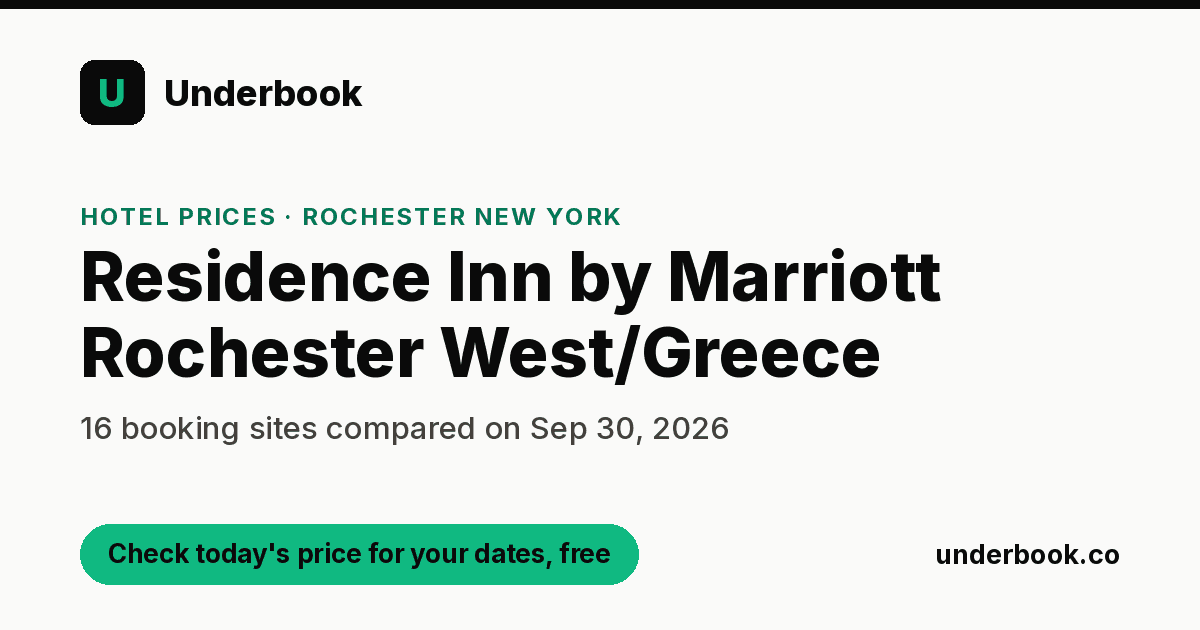 U Underbook
HOTEL PRICES · ROCHESTER NEW YORK
Residence Inn by Marriott
Rochester West/Greece
16 booking sites compared on Sep 30, 2026
Check today's price for your dates, free
underbook.co